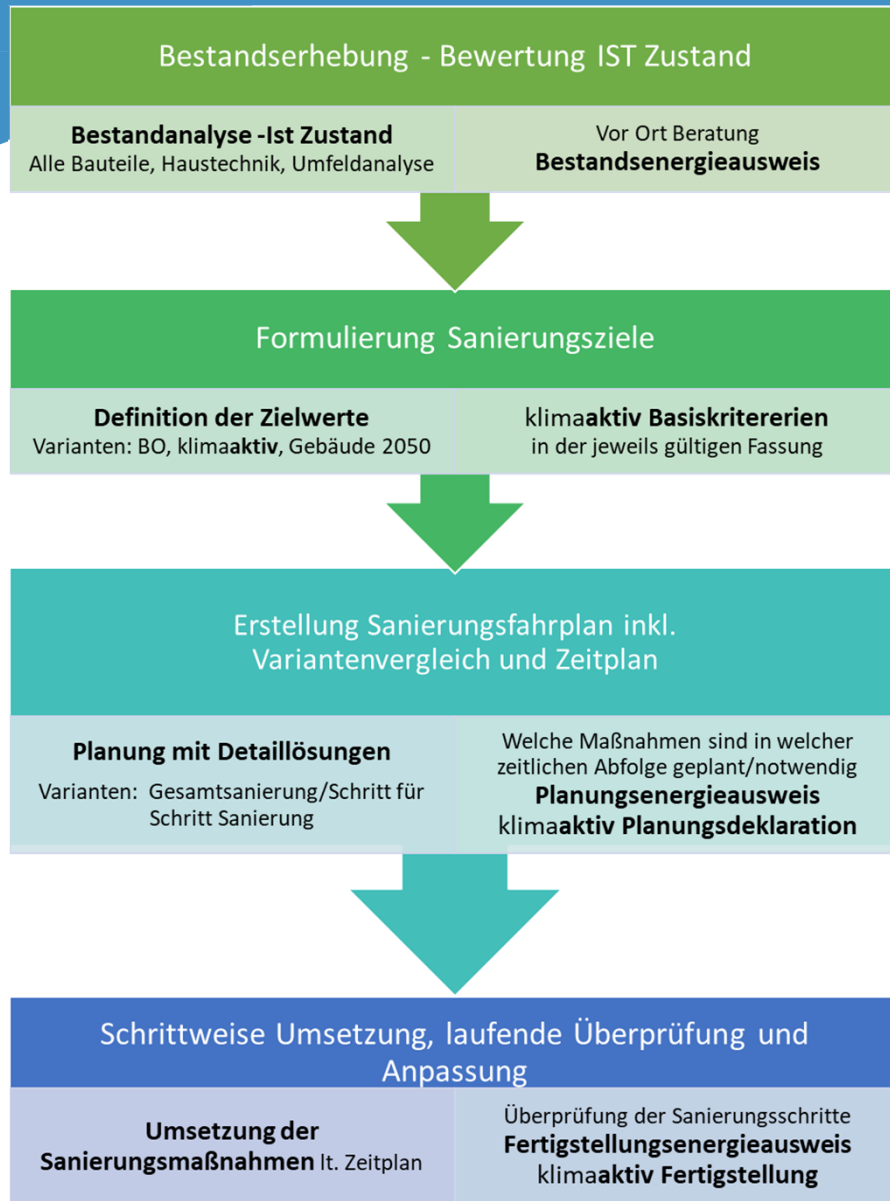 Bestandserhebung - Bewertung IST Zustand
Bestandanalyse -Ist Zustand
Alle Bauteile, Haustechnik, Umfeldanalyse
Vor Ort Beratung
Bestandsenergieausweis
Formulierung Sanierungsziele
Definition der Zielwerte
Varianten: BO, klimaaktiv, Gebäude 2050
klimaaktiv Basiskritererien
in der jeweils gültigen Fassung
Erstellung Sanierungsfahrplan inkl.
Variantenvergleich und Zeitplan
Planung mit Detaillösungen
Varianten: Gesamtsanierung/Schritt für
Schritt Sanierung
Welche Maßnahmen sind in welcher
zeitlichen Abfolge geplant/notwendig
Planungsenergieausweis
klimaaktiv Planungsdeklaration
Schrittweise Umsetzung, laufende Überprüfung und
Anpassung
Umsetzung der
Sanierungsmaßnahmen lt. Zeitplan
Überprüfung der Sanierungsschritte
Fertigstellungsenergieausweis
klimaaktiv Fertigstellung